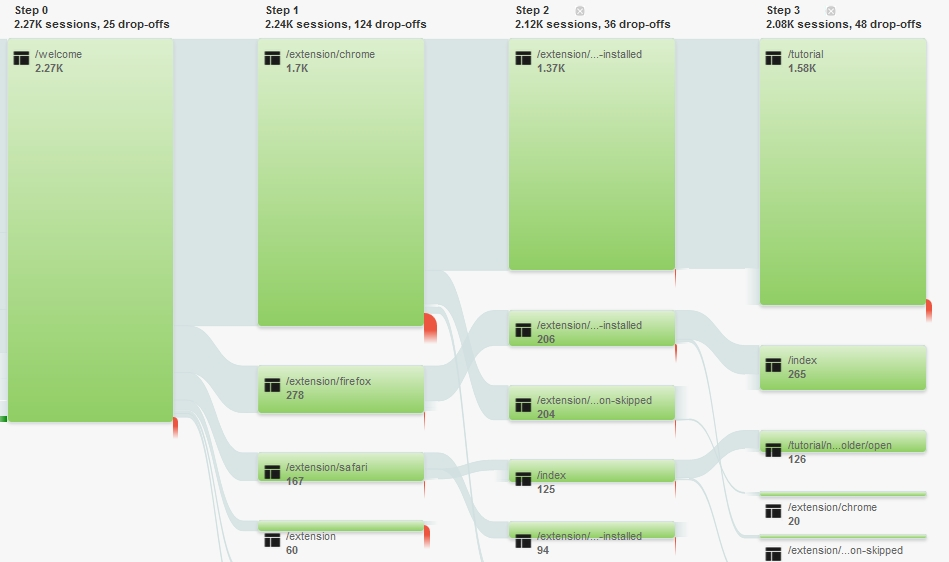 Step 0
2.27K sessions, 25 drop-offs
/welcome
2.27K
Step 1
2.24K sessions, 124 drop-offs
/extension/chrome
1.7K
/extension/firefox
278
/extension/safari
167
/extension
60
Step 2
2.12K sessions, 36 drop-offs
/extension/...-installed
1.37K
/extension/...-installed
206
/extension/...on-skipped
204
/index
125
/extension/...-installed
94
Step 3
2.08K sessions, 48 drop-offs
/tutorial
1.58K
/index
265
/tutorial/n...older/open
126
/extension/chrome
20
/extension/...on-skipped